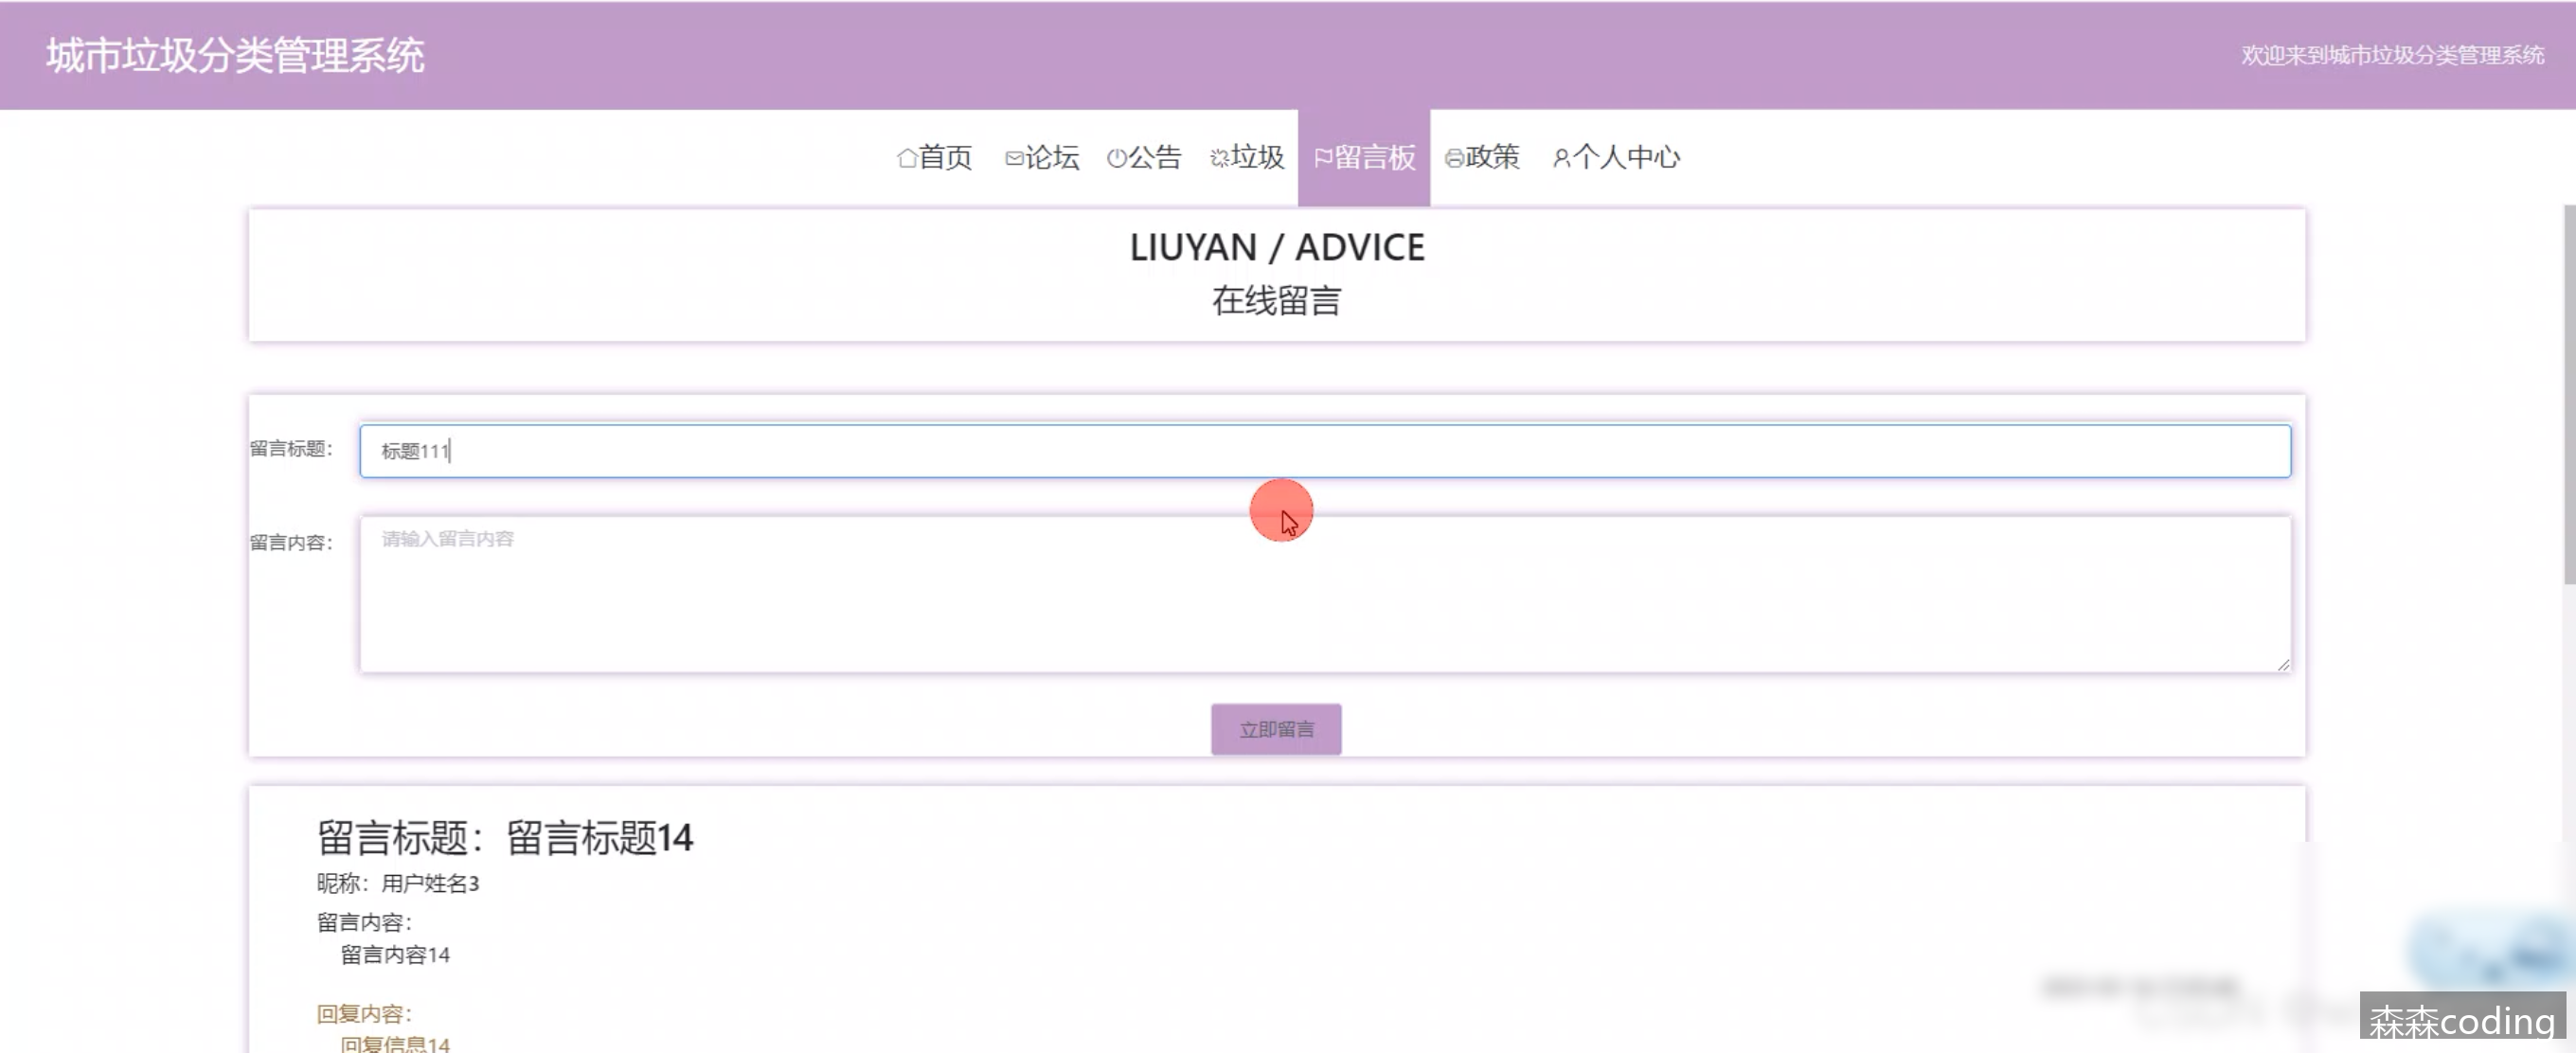 城市垃圾分类管理系统
欢迎来到城市垃圾分类管理系统
首页 论坛 公告 垃圾 留言板 政策 个人中心
LIUYAN / ADVICE
在线留言
留言标题：
标题111
留言内容：
请输入留言内容
立即留言
留言标题：留言标题14
昵称：用户姓名3
留言内容：
留言内容14
回复内容：
回复信息14
森森coding